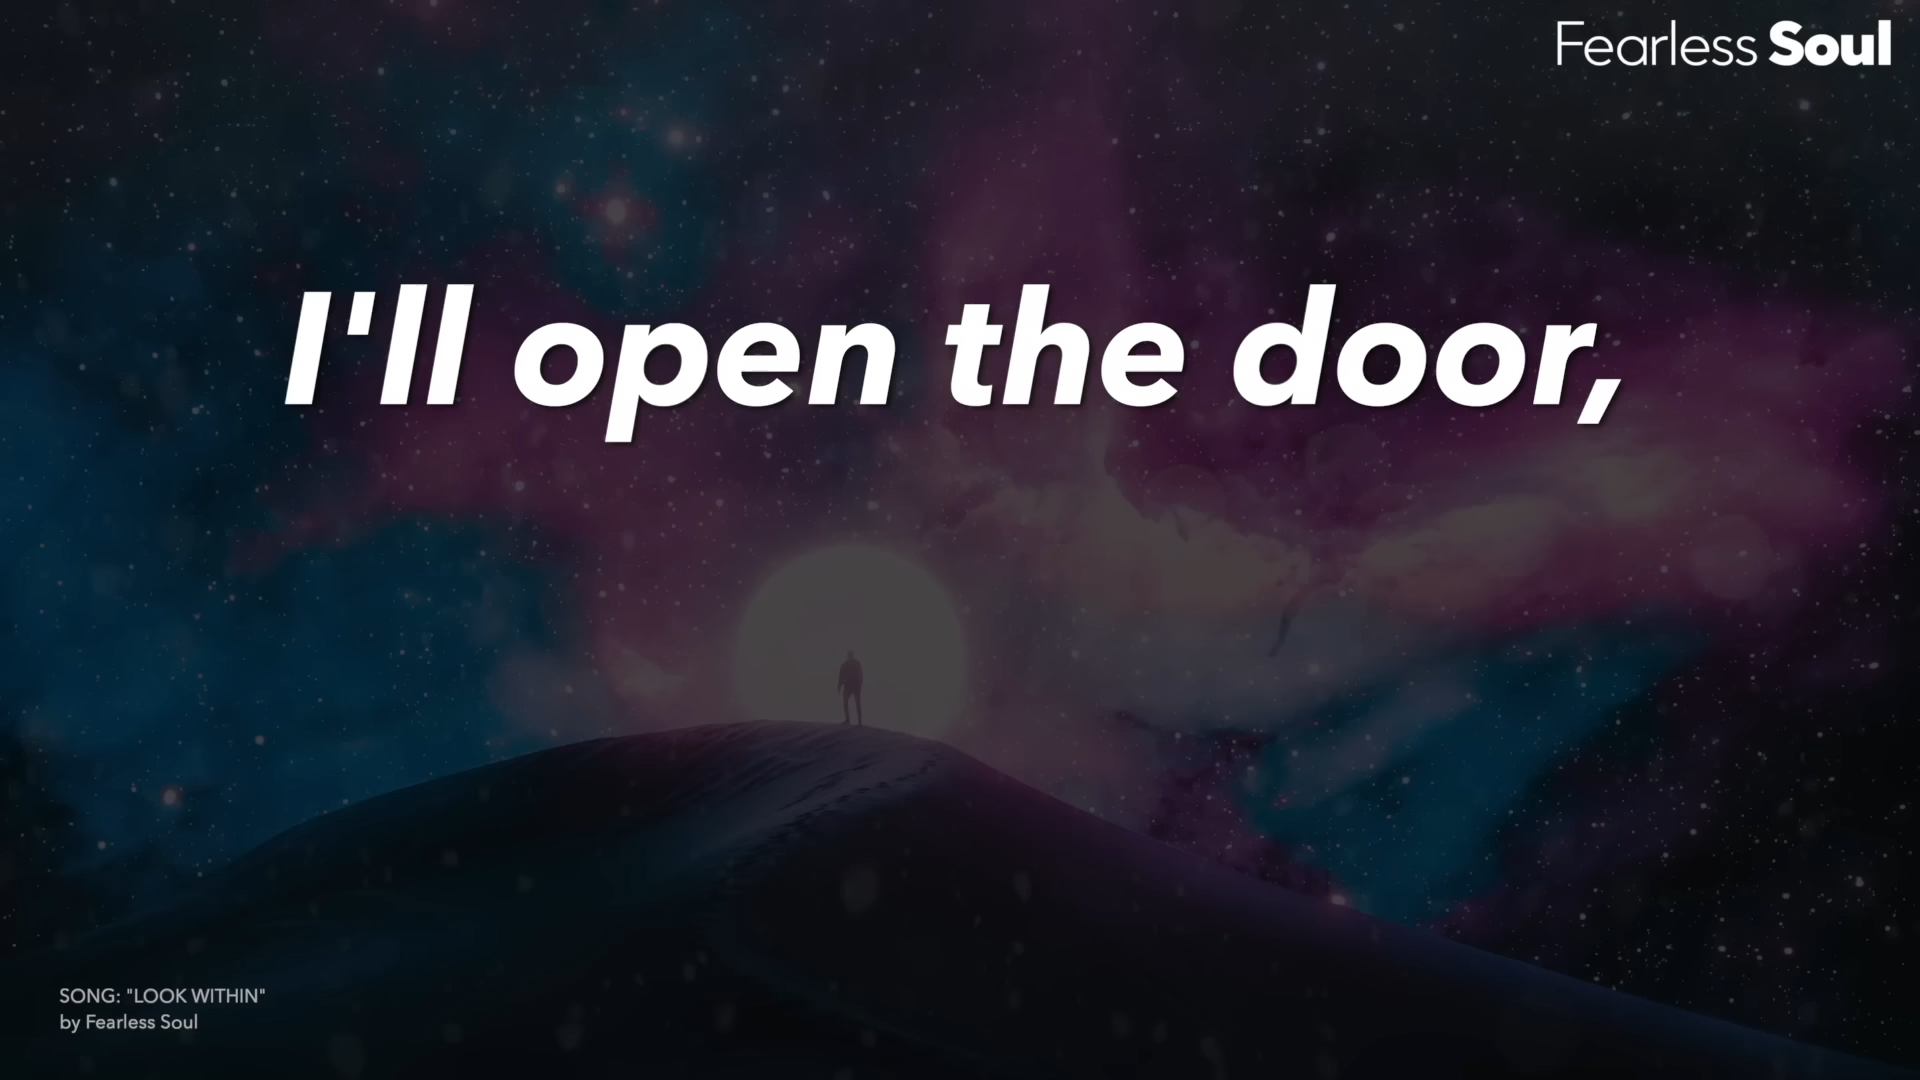 Fearless Soul
I'll open the door,
SONG: "LOOK WITHIN"
by Fearless Soul